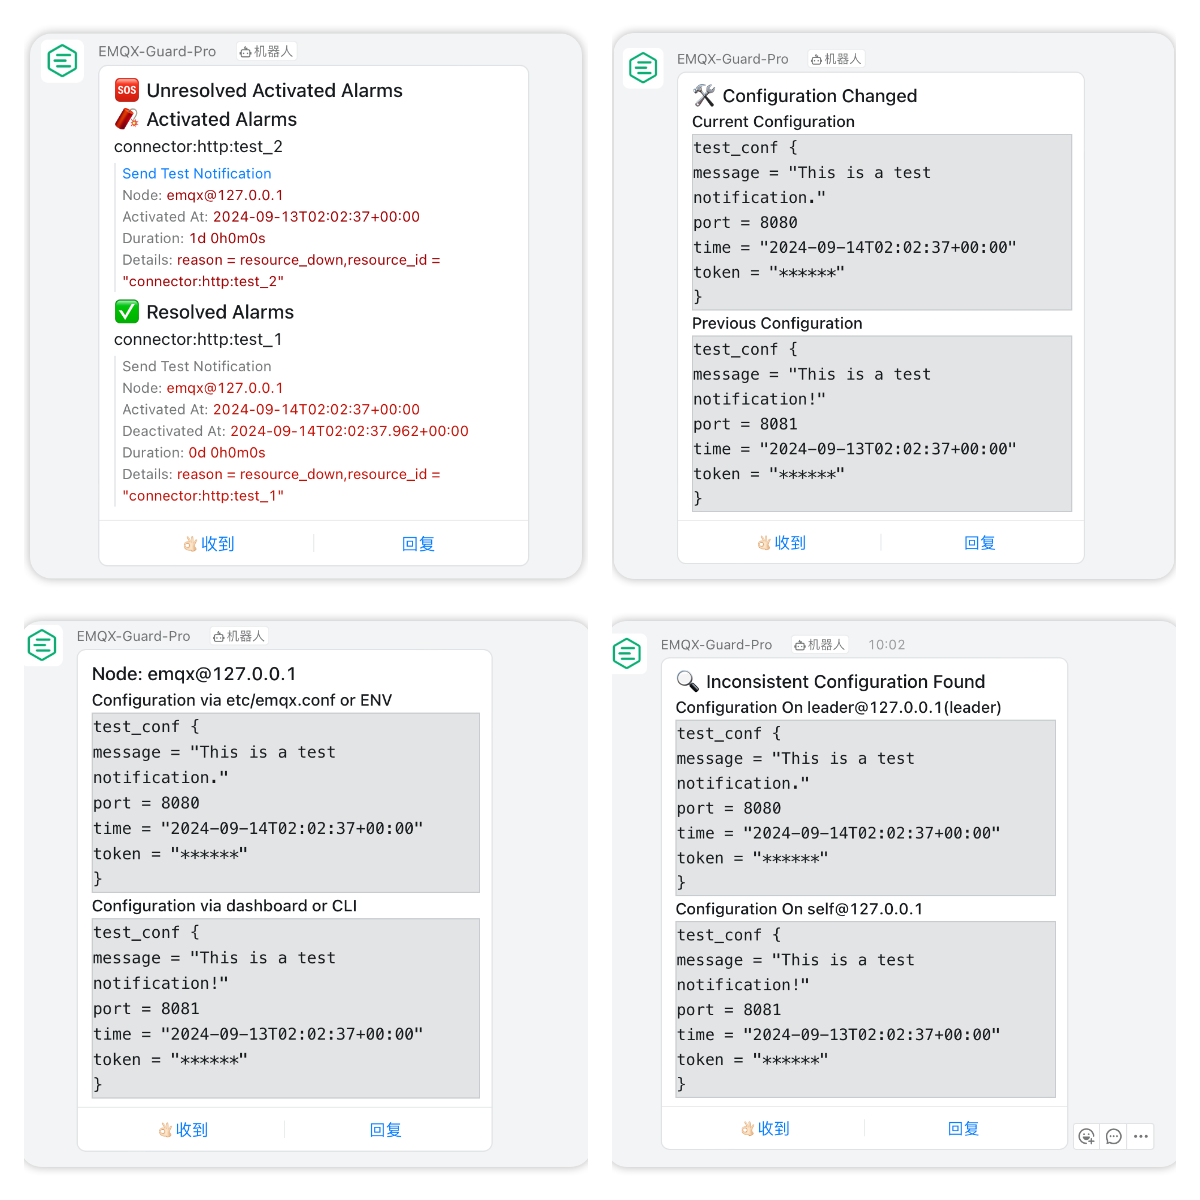 EMQX-Guard-Pro 机器人
🆘 Unresolved Activated Alarms
🧨 Activated Alarms
connector:http:test_2
Send Test Notification
Node: emqx@127.0.0.1
Activated At: 2024-09-13T02:02:37+00:00
Duration: 1d 0h0m0s
Details: reason = resource_down,resource_id =
"connector:http:test_2"
✅ Resolved Alarms
connector:http:test_1
Send Test Notification
Node: emqx@127.0.0.1
Activated At: 2024-09-14T02:02:37+00:00
Deactivated At: 2024-09-14T02:02:37.962+00:00
Duration: 0d 0h0m0s
Details: reason = resource_down,resource_id =
"connector:http:test_1"
👌🏻收到 回复
EMQX-Guard-Pro 机器人
🛠 Configuration Changed
Current Configuration
test_conf {
message = "This is a test
notification."
port = 8080
time = "2024-09-14T02:02:37+00:00"
token = "******"
}
Previous Configuration
test_conf {
message = "This is a test
notification!"
port = 8081
time = "2024-09-13T02:02:37+00:00"
token = "******"
}
👌🏻收到 回复
EMQX-Guard-Pro 机器人
Node: emqx@127.0.0.1
Configuration via etc/emqx.conf or ENV
test_conf {
message = "This is a test
notification."
port = 8080
time = "2024-09-14T02:02:37+00:00"
token = "******"
}
Configuration via dashboard or CLI
test_conf {
message = "This is a test
notification!"
port = 8081
time = "2024-09-13T02:02:37+00:00"
token = "******"
}
👌🏻收到 回复
EMQX-Guard-Pro 机器人 10:02
🔍 Inconsistent Configuration Found
Configuration On leader@127.0.0.1(leader)
test_conf {
message = "This is a test
notification."
port = 8080
time = "2024-09-14T02:02:37+00:00"
token = "******"
}
Configuration On self@127.0.0.1
test_conf {
message = "This is a test
notification!"
port = 8081
time = "2024-09-13T02:02:37+00:00"
token = "******"
}
👌🏻收到 回复